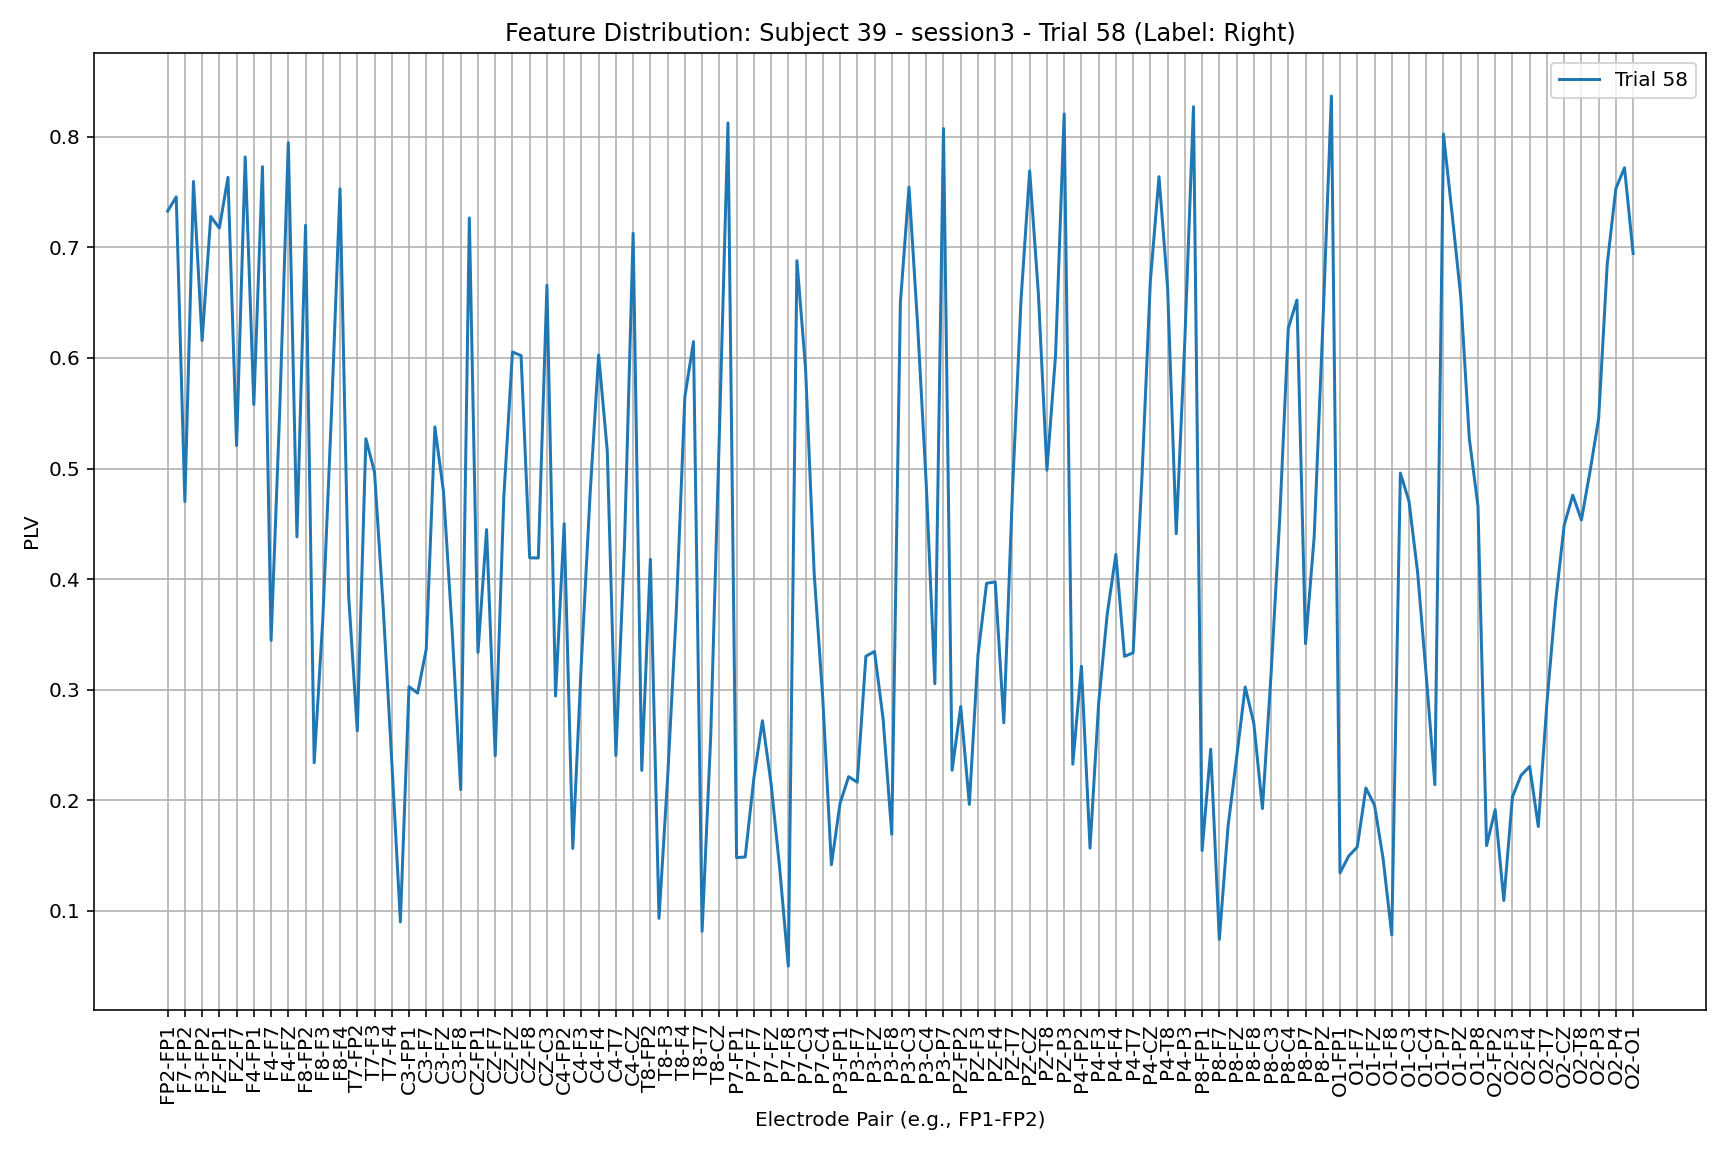 Feature Distribution: Subject 39 - session3 - Trial 58 (Label: Right)
Trial 58
PLV
0.8
0.7
0.6
0.5
0.4
0.3
0.2
0.1
FP2-FP1
F7-FP2
F3-FP2
FZ-FP1
FZ-F7
F4-FP1
F4-F7
F4-FZ
F8-FP2
F8-F3
F8-F4
T7-FP2
T7-F3
T7-F4
C3-FP1
C3-F7
C3-FZ
C3-F8
CZ-FP1
CZ-F7
CZ-FZ
CZ-F8
CZ-C3
C4-FP2
C4-F3
C4-F4
C4-T7
C4-CZ
T8-FP2
T8-F3
T8-F4
T8-T7
T8-CZ
P7-FP1
P7-F7
P7-FZ
P7-F8
P7-C3
P7-C4
P3-FP1
P3-F7
P3-FZ
P3-F8
P3-C3
P3-C4
P3-P7
PZ-FP2
PZ-F3
PZ-F4
PZ-T7
PZ-CZ
PZ-T8
PZ-P3
P4-FP2
P4-F3
P4-F4
P4-T7
P4-CZ
P4-T8
P4-P3
P8-FP1
P8-F7
P8-FZ
P8-F8
P8-C3
P8-C4
P8-P7
P8-PZ
O1-FP1
O1-F7
O1-FZ
O1-F8
O1-C3
O1-C4
O1-P7
O1-PZ
O1-P8
O2-FP2
O2-F3
O2-F4
O2-T7
O2-CZ
O2-T8
O2-P3
O2-P4
O2-O1
Electrode Pair (e.g., FP1-FP2)